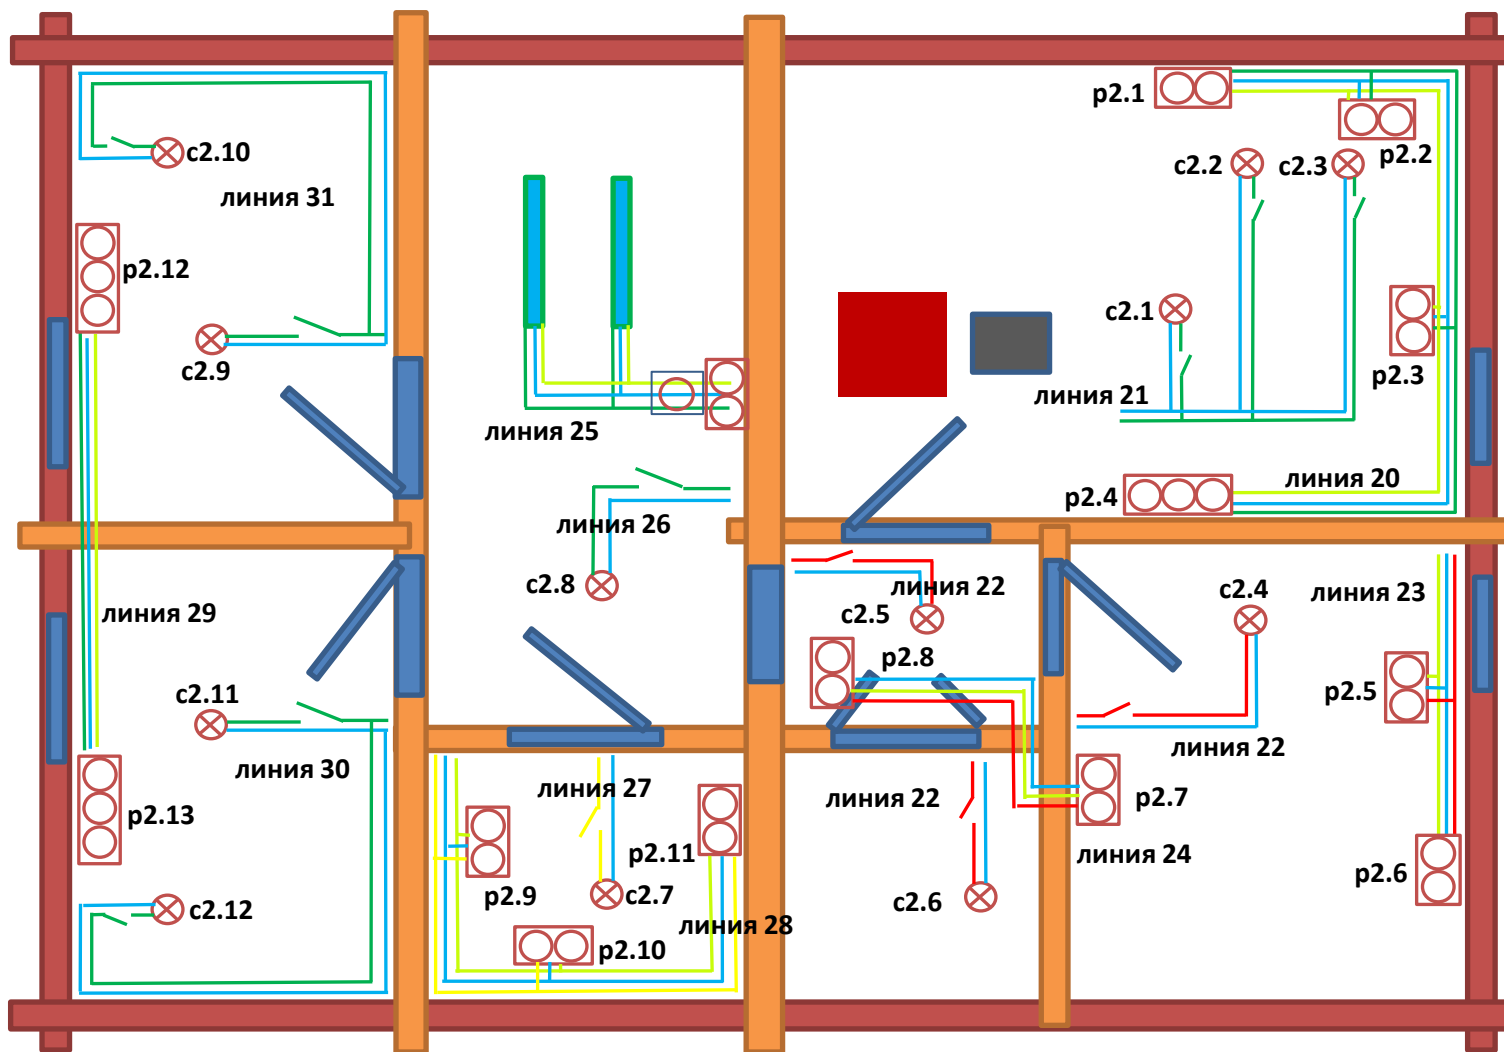 р2.1
р2.2
с2.10
с2.2
с2.3
линия 31
р2.12
с2.1
с2.9
р2.3
линия 21
линия 25
линия 20
р2.4
линия 26
с2.8
линия 22
с2.4
линия 23
линия 29
с2.5
р2.8
с2.11
р2.5
линия 22
линия 30
линия 27
линия 22
р2.7
р2.13
р2.11
линия 24
р2.9
с2.7
с2.6
р2.6
с2.12
линия 28
р2.10